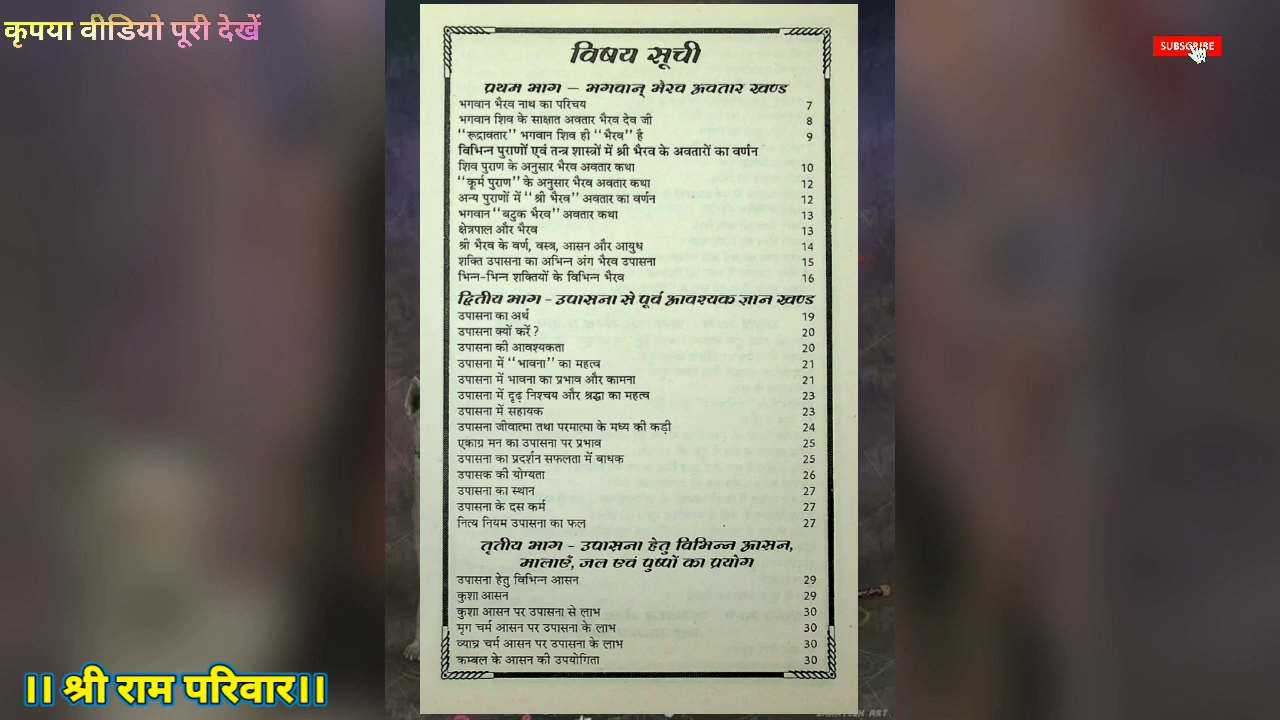 कृपया वीडियो पूरी देखें
SUBSCRIBE
विषय सूची
प्रथम भाग – भगवान् भैरव अवतार खण्ड
भगवान भैरव नाथ का परिचय 7
भगवान शिव के साक्षात अवतार भैरव देव जी 8
''रूद्रावतार'' भगवान शिव ही ''भैरव'' है 9
विभिन्न पुराणों एवं तन्त्र शास्त्रों में श्री भैरव के अवतारों का वर्णन
शिव पुराण के अनुसार भैरव अवतार कथा 10
''कूर्म पुराण'' के अनुसार भैरव अवतार कथा 12
अन्य पुराणों में ''श्री भैरव'' अवतार का वर्णन 12
भगवान ''बटुक भैरव'' अवतार कथा 13
क्षेत्रपाल और भैरव 13
श्री भैरव के वर्ण, वस्त्र, आसन और आयुध 14
शक्ति उपासना का अभिन्न अंग भैरव उपासना 15
भिन्न-भिन्न शक्तियों के विभिन्न भैरव 16
द्वितीय भाग - उपासना से पूर्व आवश्यक ज्ञान खण्ड
उपासना का अर्थ 19
उपासना क्यों करें ? 20
उपासना की आवश्यकता 20
उपासना में ''भावना'' का महत्व 21
उपासना में भावना का प्रभाव और कामना 21
उपासना में दृढ़ निश्चय और श्रद्धा का महत्व 23
उपासना में सहायक 23
उपासना जीवात्मा तथा परमात्मा के मध्य की कड़ी 24
एकाग्र मन का उपासना पर प्रभाव 25
उपासना का प्रदर्शन सफलता में बाधक 25
उपासक की योग्यता 26
उपासना का स्थान 27
उपासना के दस कर्म 27
नित्य नियम उपासना का फल 27
तृतीय भाग - उपासना हेतु विभिन्न आसन,
मालाएँ, जल एवं पुष्पों का प्रयोग
उपासना हेतु विभिन्न आसन 29
कुशा आसन 29
कुशा आसन पर उपासना से लाभ 30
मृग चर्म आसन पर उपासना के लाभ 30
व्याघ्र चर्म आसन पर उपासना के लाभ 30
कम्बल के आसन की उपयोगिता 30
।। श्री राम परिवार।।